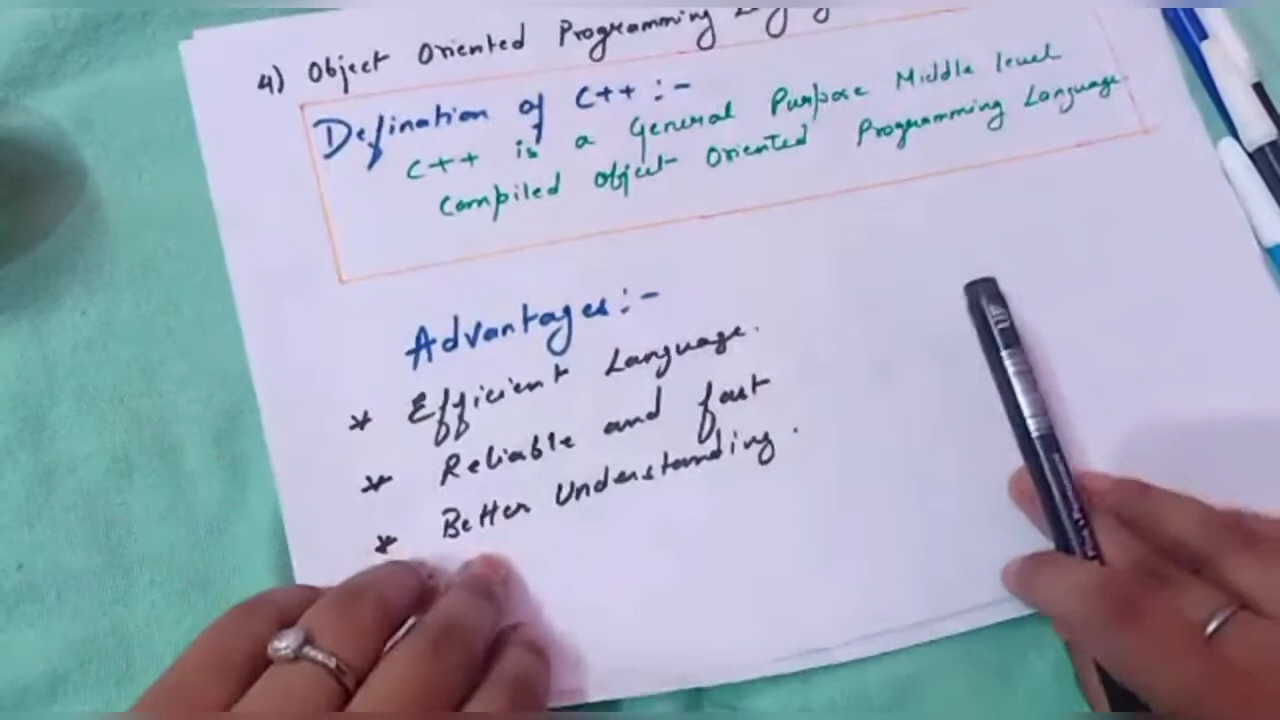 4) Object Oriented Programming
Defination of C++ :-
C++ is a General Purpose Middle level
Compiled Object Oriented Programming Language.
Advantages:-
* Efficient Language.
* Reliable and fast
* Better Understanding.